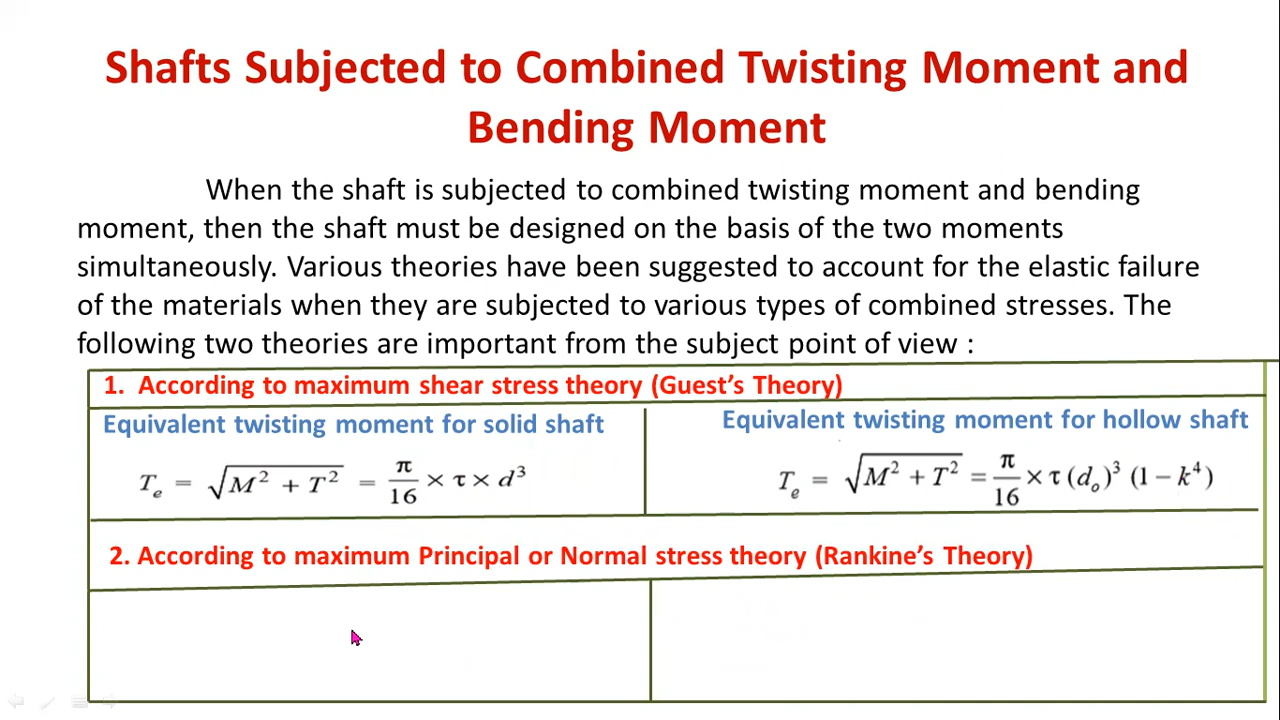 Shafts Subjected to Combined Twisting Moment and
Bending Moment
When the shaft is subjected to combined twisting moment and bending
moment, then the shaft must be designed on the basis of the two moments
simultaneously. Various theories have been suggested to account for the elastic failure
of the materials when they are subjected to various types of combined stresses. The
following two theories are important from the subject point of view :
1. According to maximum shear stress theory (Guest's Theory)
Equivalent twisting moment for solid shaft
Tₑ = √(M² + T²) = π/16 × τ × d³
Equivalent twisting moment for hollow shaft
Tₑ = √(M² + T²) = π/16 × τ (dₒ)³ (1 – k⁴)
2. According to maximum Principal or Normal stress theory (Rankine's Theory)